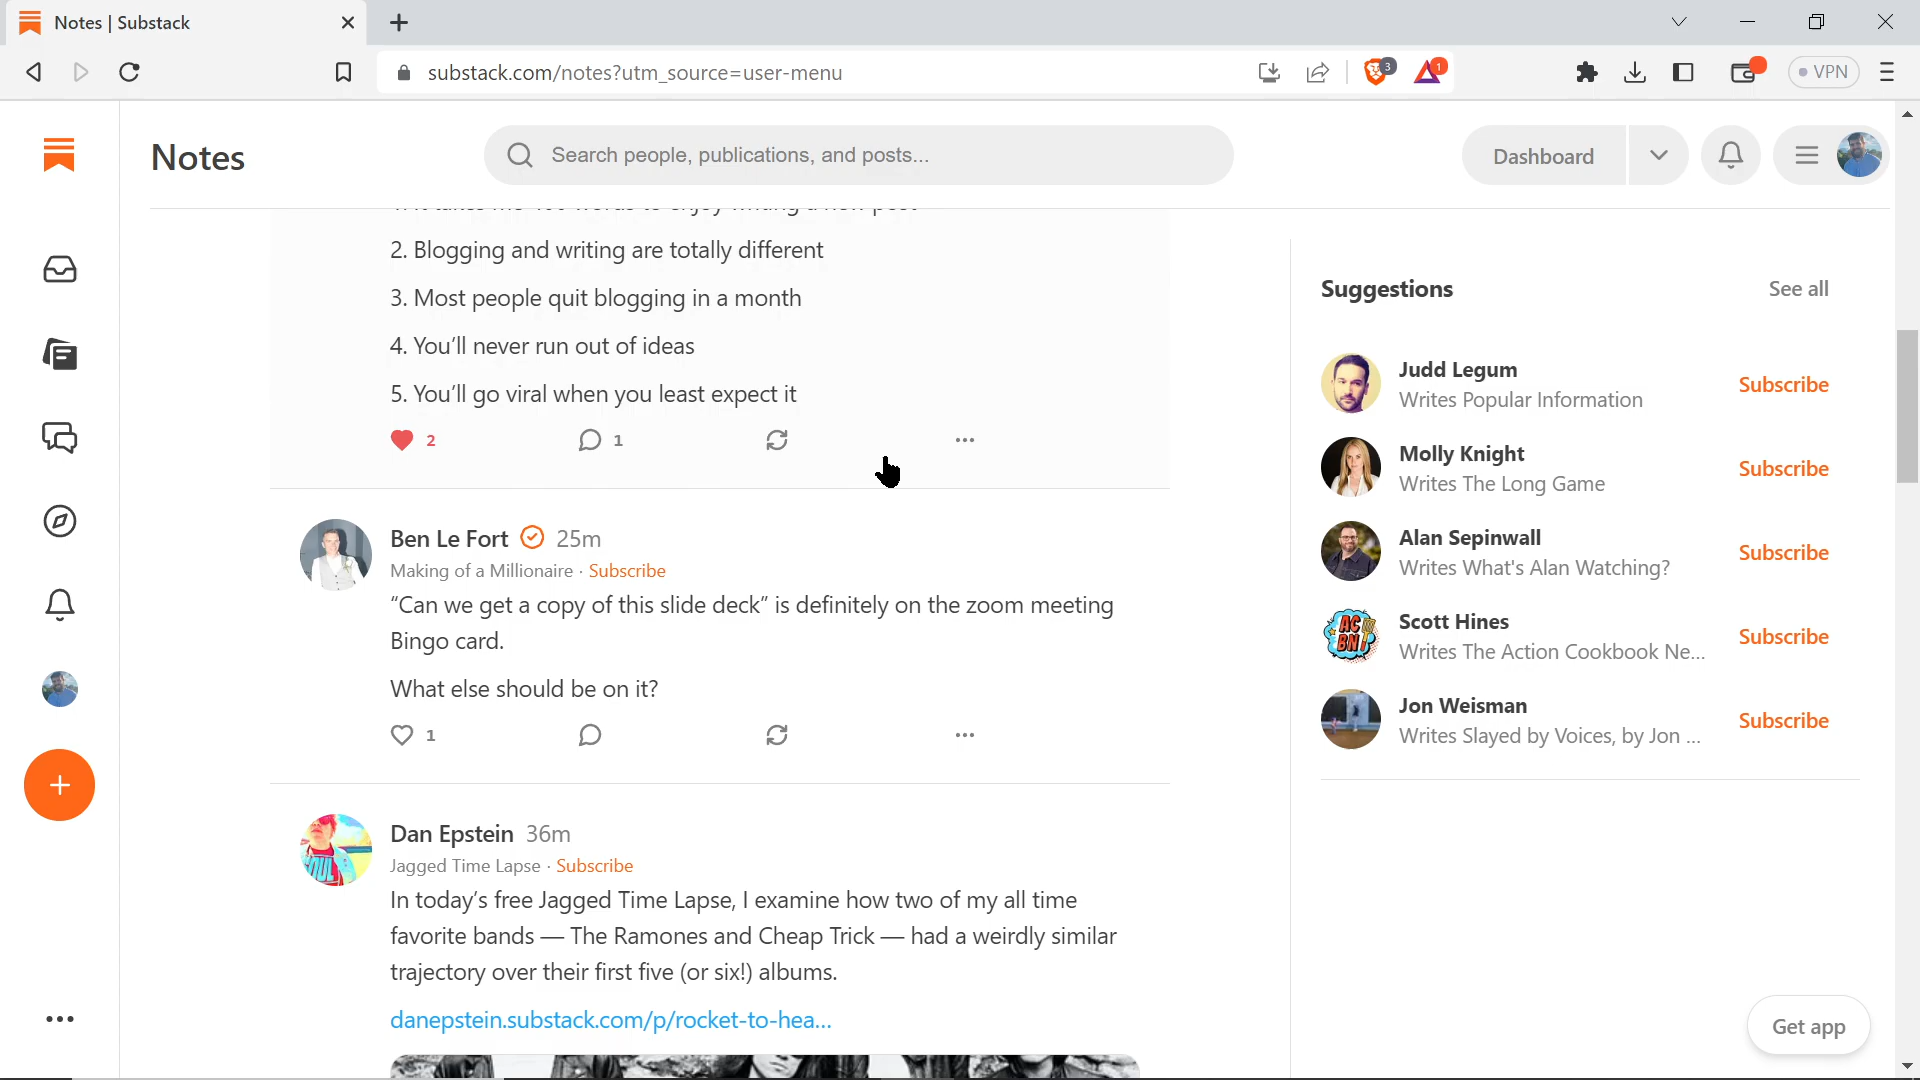 Notes | Substack
substack.com/notes?utm_source=user-menu
3
1
VPN
Notes
Search people, publications, and posts...
Dashboard
2. Blogging and writing are totally different
3. Most people quit blogging in a month
4. You'll never run out of ideas
5. You'll go viral when you least expect it
2
1
Ben Le Fort 25m
Making of a Millionaire · Subscribe
“Can we get a copy of this slide deck” is definitely on the zoom meeting
Bingo card.
What else should be on it?
1
Dan Epstein 36m
Jagged Time Lapse · Subscribe
In today's free Jagged Time Lapse, I examine how two of my all time
favorite bands — The Ramones and Cheap Trick — had a weirdly similar
trajectory over their first five (or six!) albums.
danepstein.substack.com/p/rocket-to-hea...
Suggestions
See all
Judd Legum
Writes Popular Information
Subscribe
Molly Knight
Writes The Long Game
Subscribe
Alan Sepinwall
Writes What's Alan Watching?
Subscribe
AC
BN
Scott Hines
Writes The Action Cookbook Ne...
Subscribe
Jon Weisman
Writes Slayed by Voices, by Jon ...
Subscribe
Get app